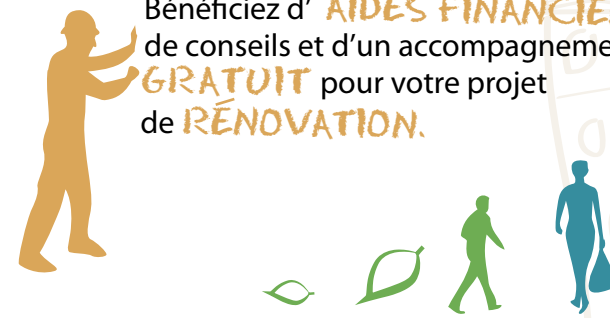 Bénéficiez d' AIDES FINANCIE
de conseils et d'un accompagneme
GRATUIT pour votre projet
de RÉNOVATION.